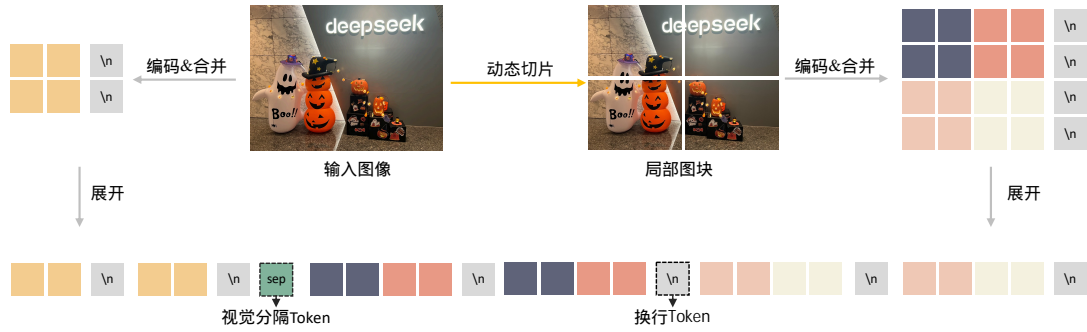 deepseek
deepseek
\n
\n
编码&合并
动态切片
编码&合并
\n
\n
\n
\n
Boo!!
Boo!!
输入图像
局部图块
展开
展开
\n
\n
sep
\n
\n
\n
\n
视觉分隔Token
换行Token